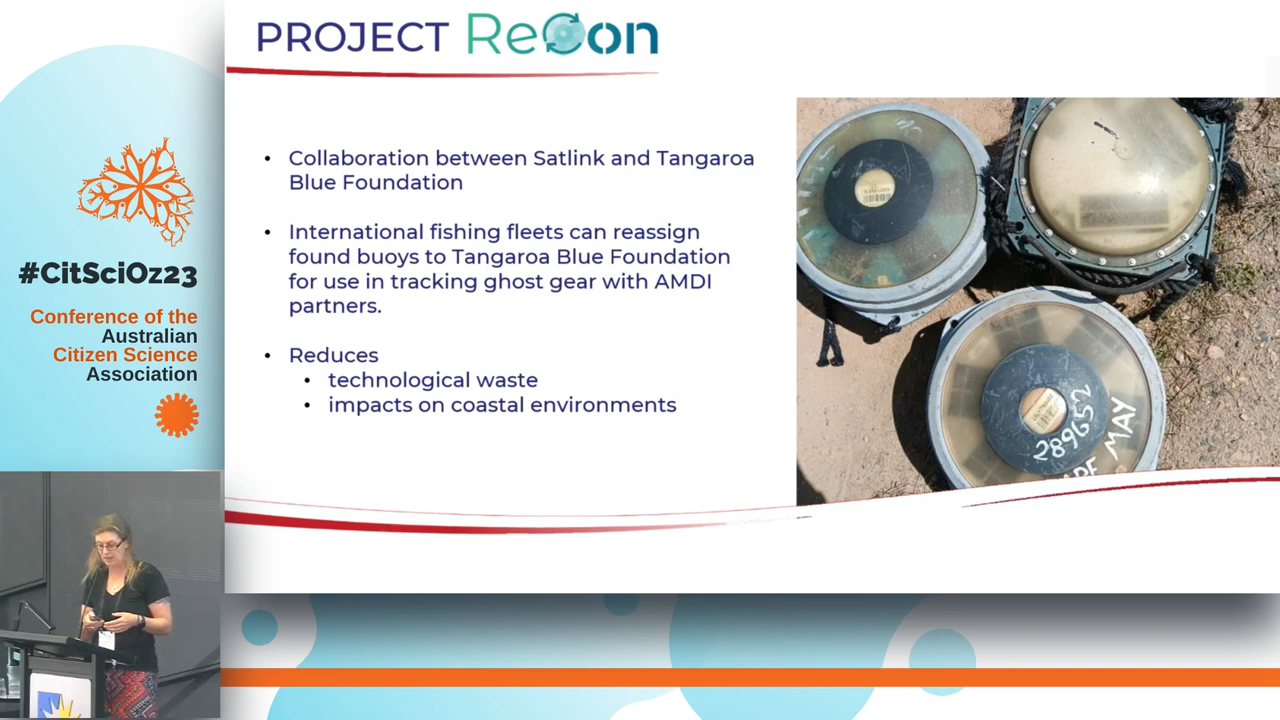 PROJECT ReCon
• Collaboration between Satlink and Tangaroa
Blue Foundation
• International fishing fleets can reassign
found buoys to Tangaroa Blue Foundation
for use in tracking ghost gear with AMDI
partners.
• Reduces
• technological waste
• impacts on coastal environments
#CitSciOz23
Conference of the
Australian
Citizen Science
Association
289652
MAY